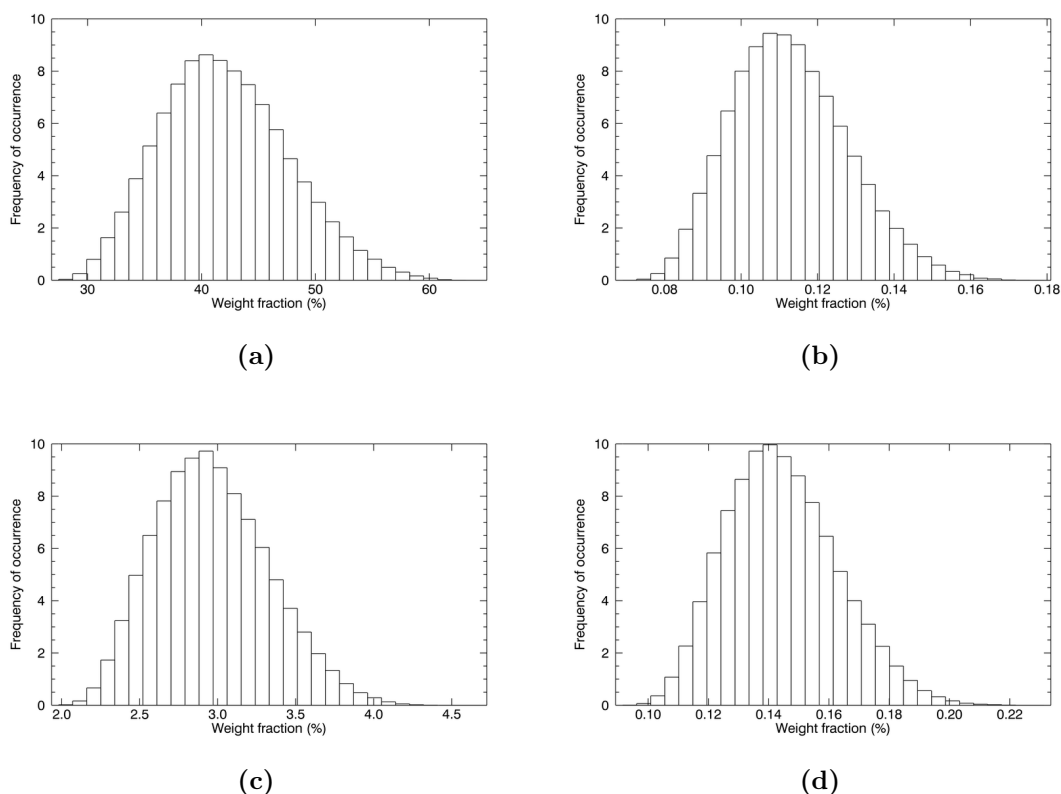 10
8
6
4
2
0
Frequency of occurrence
30 40 50 60
Weight fraction (%)
(a)
10
8
6
4
2
0
Frequency of occurrence
0.08 0.10 0.12 0.14 0.16 0.18
Weight fraction (%)
(b)
10
8
6
4
2
0
Frequency of occurrence
2.0 2.5 3.0 3.5 4.0 4.5
Weight fraction (%)
(c)
10
8
6
4
2
0
Frequency of occurrence
0.10 0.12 0.14 0.16 0.18 0.20 0.22
Weight fraction (%)
(d)